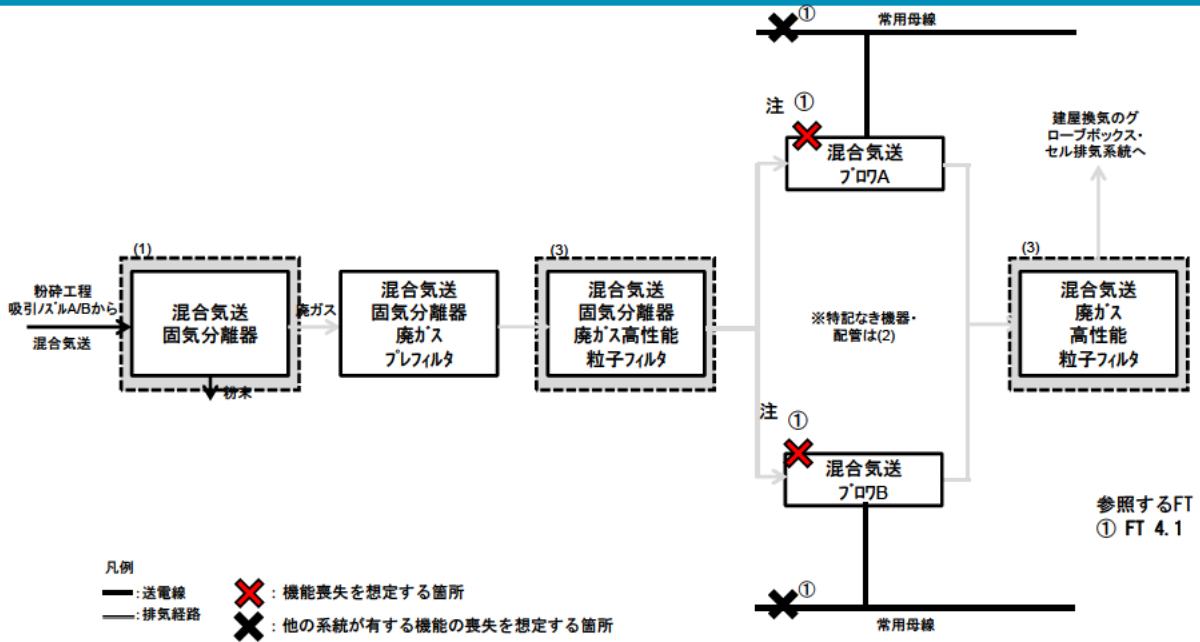 ①
常用母線
注 ①
混合気送
ﾌﾞﾛﾜA
建屋換気のグ
ローブボックス・
セル排気系統へ
(1)
粉砕工程
吸引ﾉｽﾞﾙA/Bから
混合気送
混合気送
固気分離器
粉末
廃ガス
混合気送
固気分離器
廃ｶﾞｽ
ﾌﾟﾚﾌｨﾙﾀ
(3)
混合気送
固気分離器
廃ｶﾞｽ高性能
粒子ﾌｨﾙﾀ
※特記なき機器・
配管は(2)
(3)
混合気送
廃ｶﾞｽ
高性能
粒子ﾌｨﾙﾀ
注 ①
混合気送
ﾌﾞﾛﾜB
参照するFT
① FT 4.1
①
常用母線
凡例
:送電線
:排気経路
: 機能喪失を想定する箇所
: 他の系統が有する機能の喪失を想定する箇所